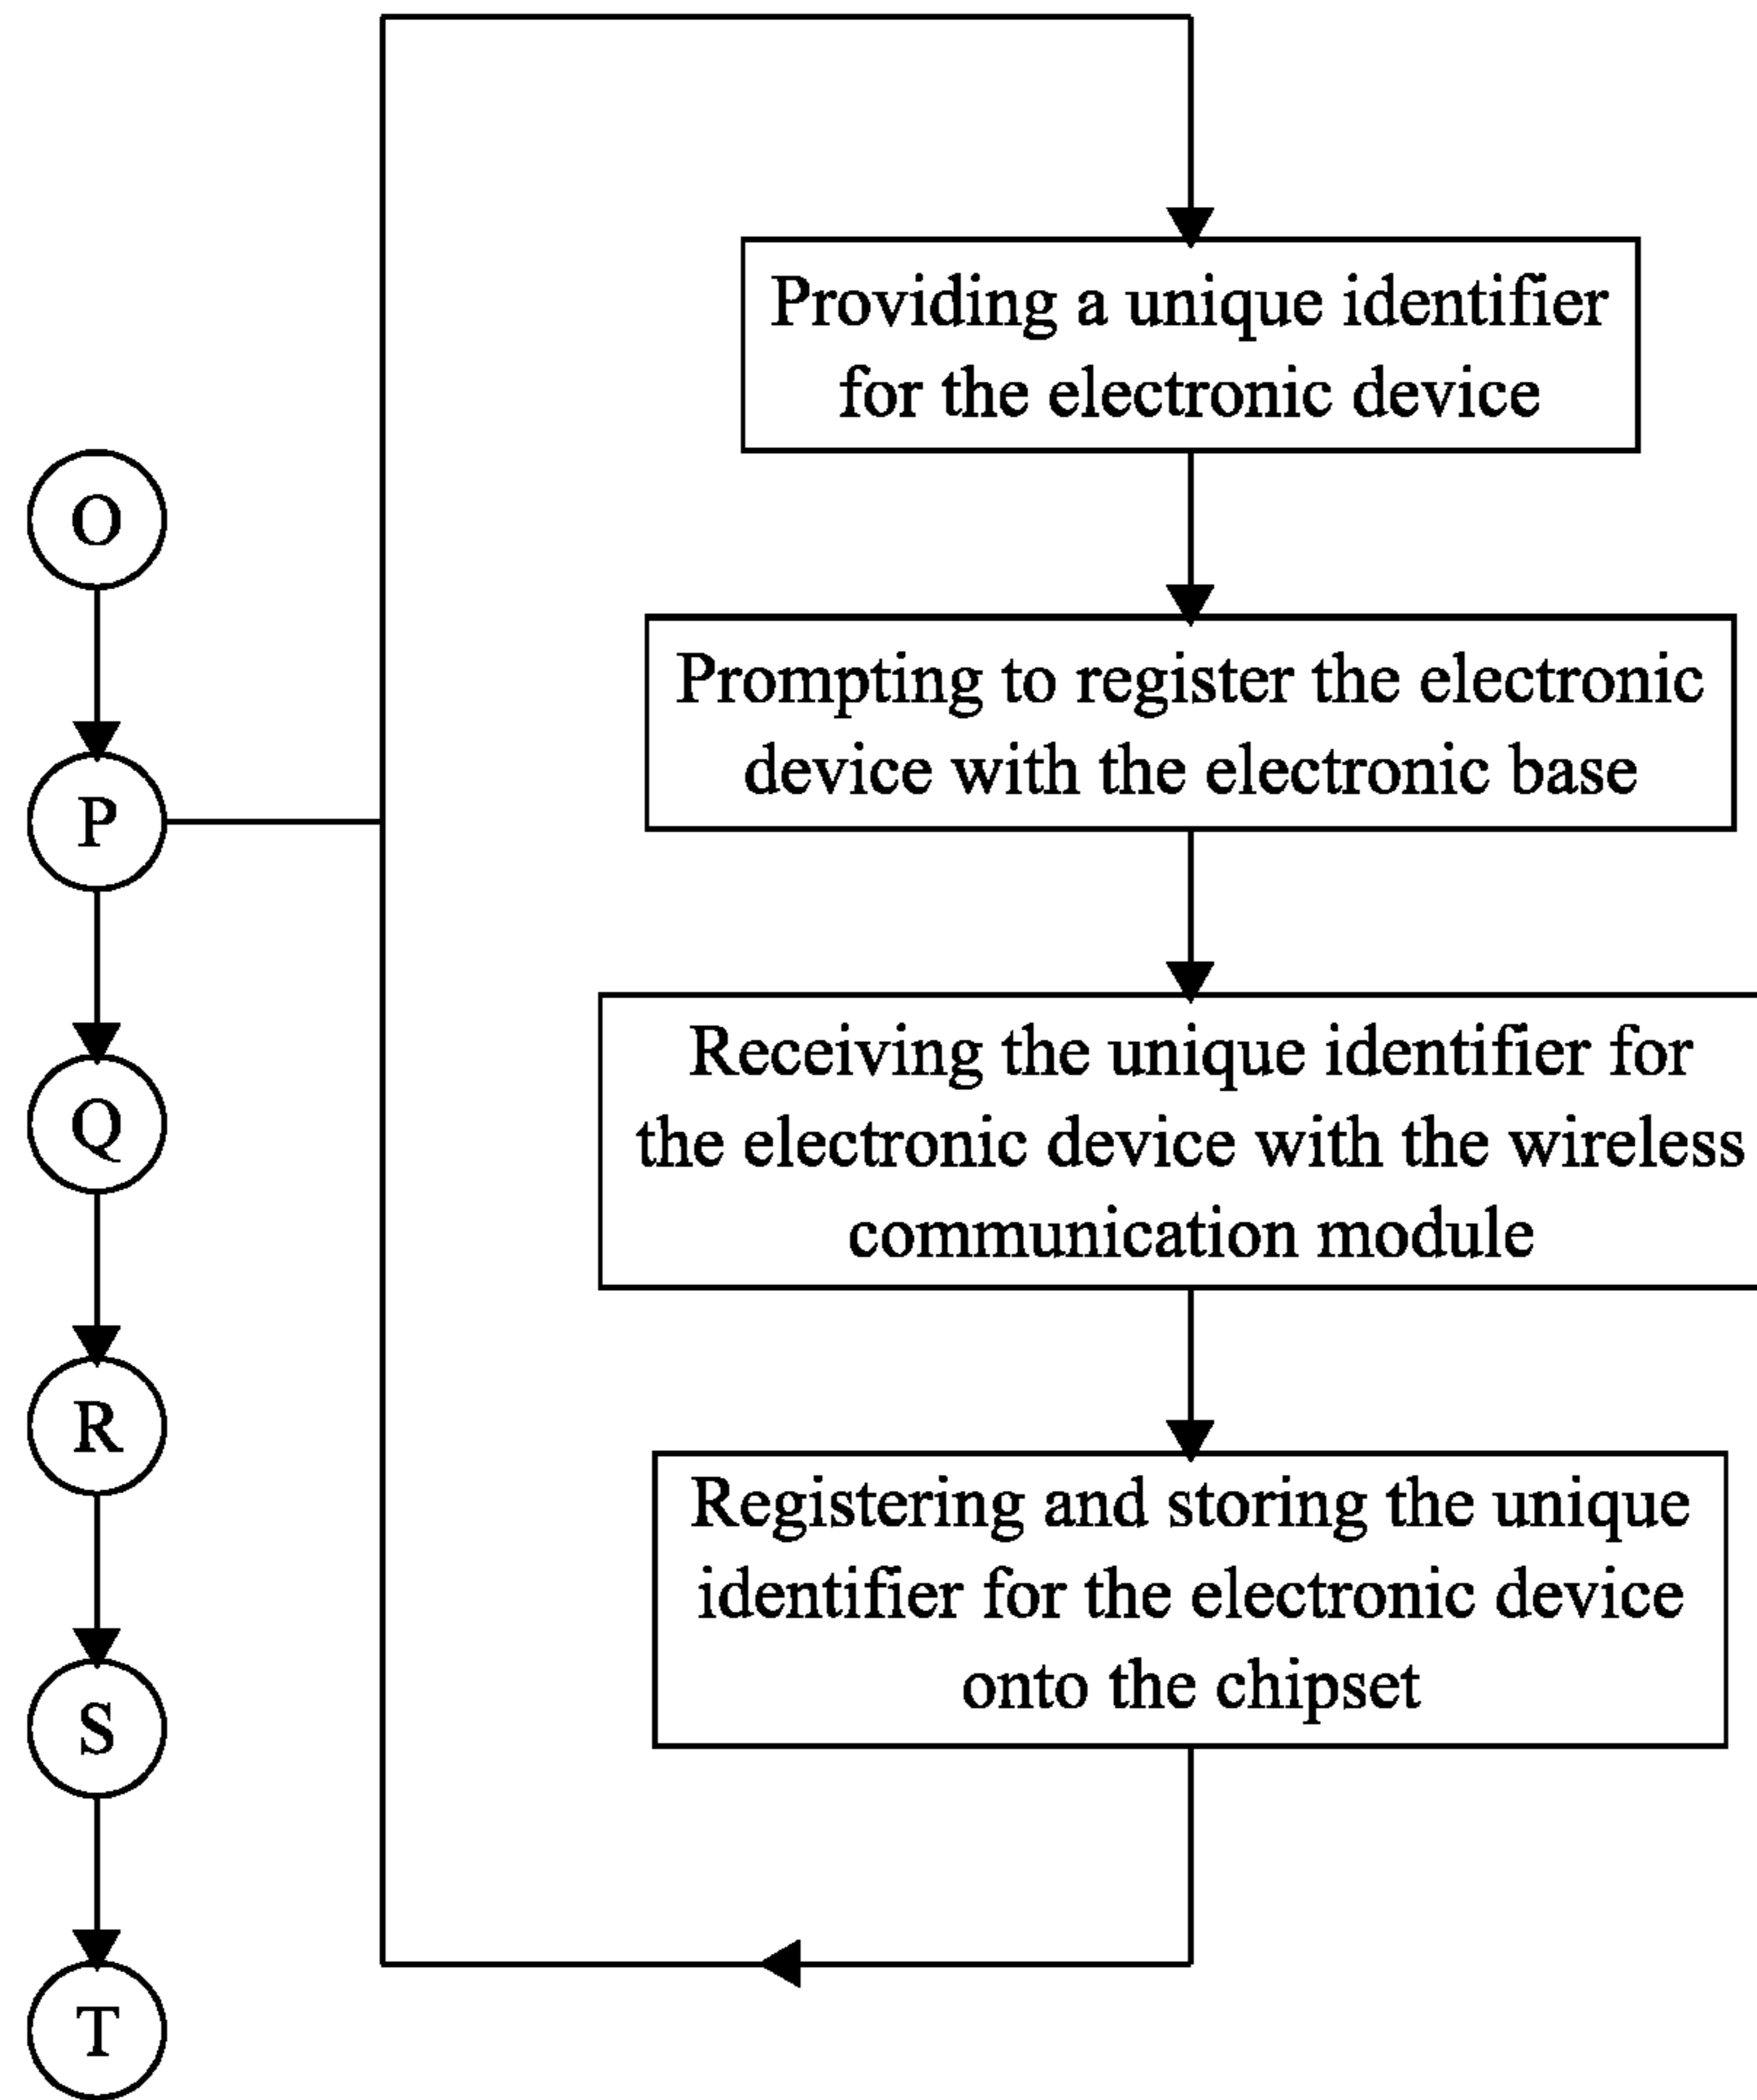 O
P
Q
R
S
T
Providing a unique identifier
for the electronic device
Prompting to register the electronic
device with the electronic base
Receiving the unique identifier for
the electronic device with the wireless
communication module
Registering and storing the unique
identifier for the electronic device
onto the chipset